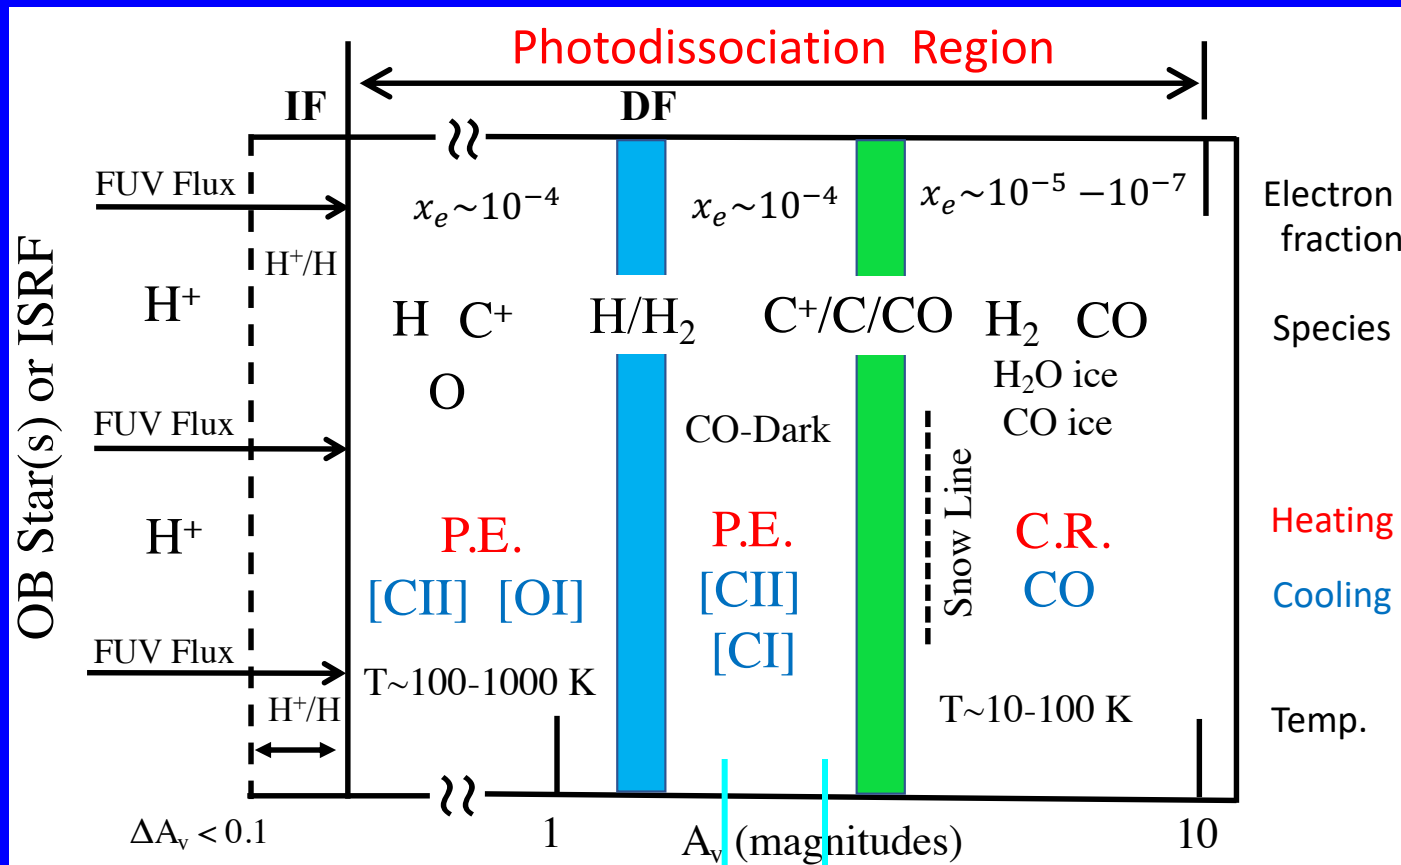 Photodissociation Region
IF
DF
FUV Flux
x_e~10⁻⁴
x_e~10⁻⁴
x_e~10⁻⁵ −10⁻⁷
Electron
fraction
H⁺/H
OB Star(s) or ISRF
H⁺
H C⁺
H/H₂
C⁺/C/CO
H₂ CO
Species
O
H₂O ice
CO ice
FUV Flux
CO-Dark
Snow Line
H⁺
P.E.
P.E.
C.R.
Heating
[CII] [OI]
[CII]
CO
Cooling
[CI]
FUV Flux
T~100-1000 K
H⁺/H
T~10-100 K
Temp.
ΔAᵥ < 0.1
1
Aᵥ (magnitudes)
10